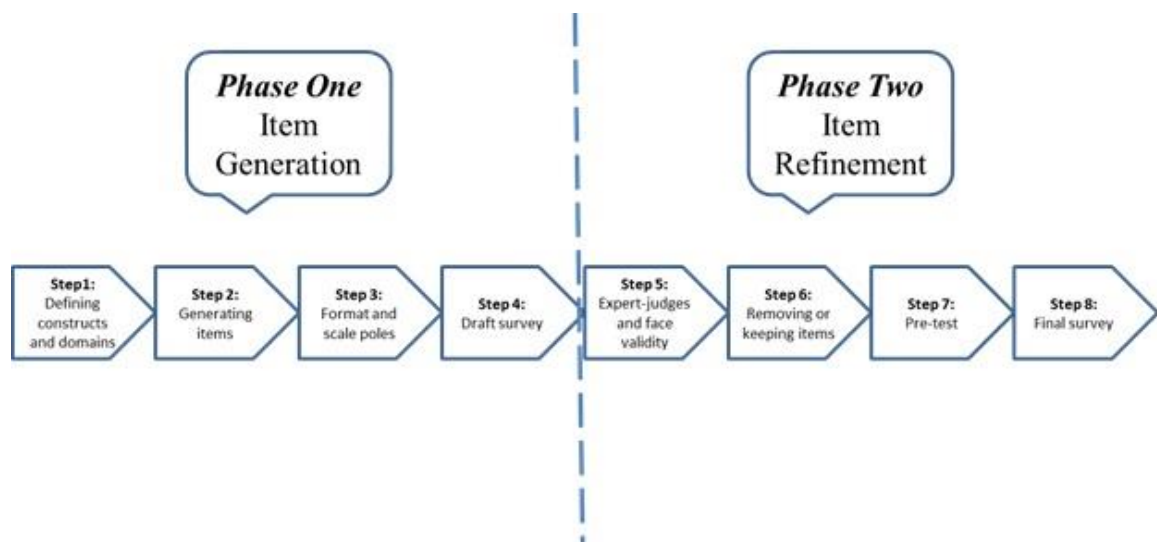 Phase One
Item
Generation
Phase Two
Item
Refinement
Step1:
Defining
constructs
and domains
Step 2:
Generating
items
Step 3:
Format and
scale poles
Step 4:
Draft survey
Step 5:
Expert-judges
and face
validity
Step 6:
Removing or
keeping items
Step 7:
Pre-test
Step 8:
Final survey